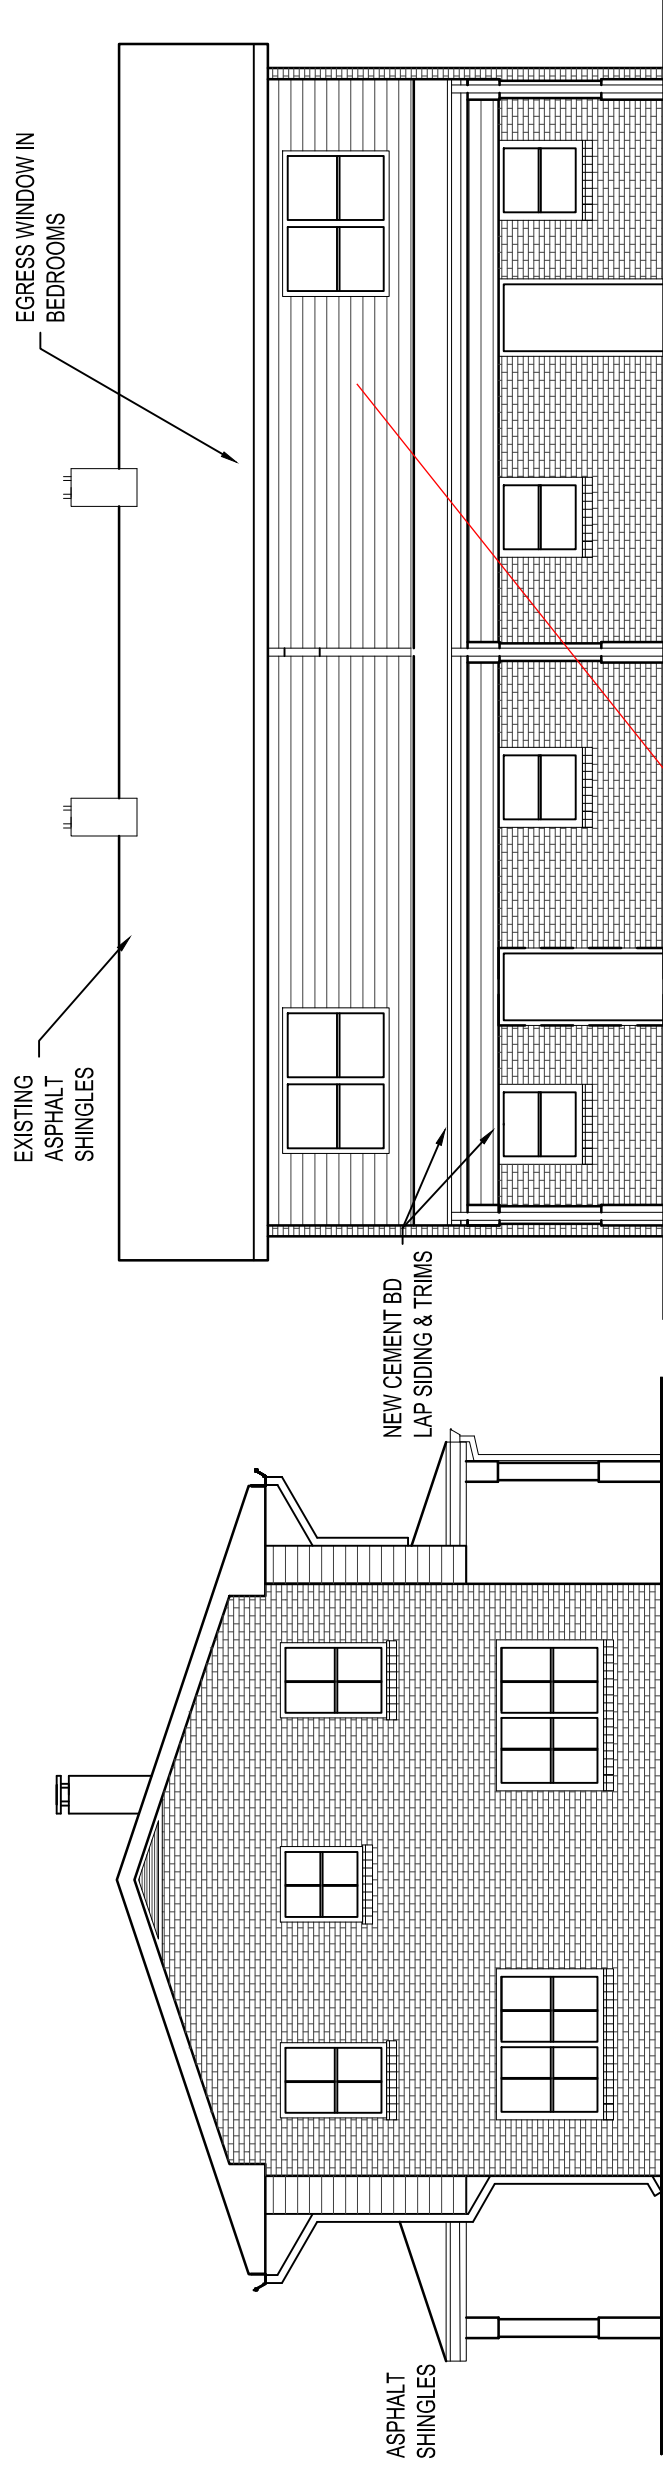 EGRESS WINDOW IN
BEDROOMS
EXISTING
ASPHALT
SHINGLES
NEW CEMENT BD
LAP SIDING & TRIMS
ASPHALT
SHINGLES